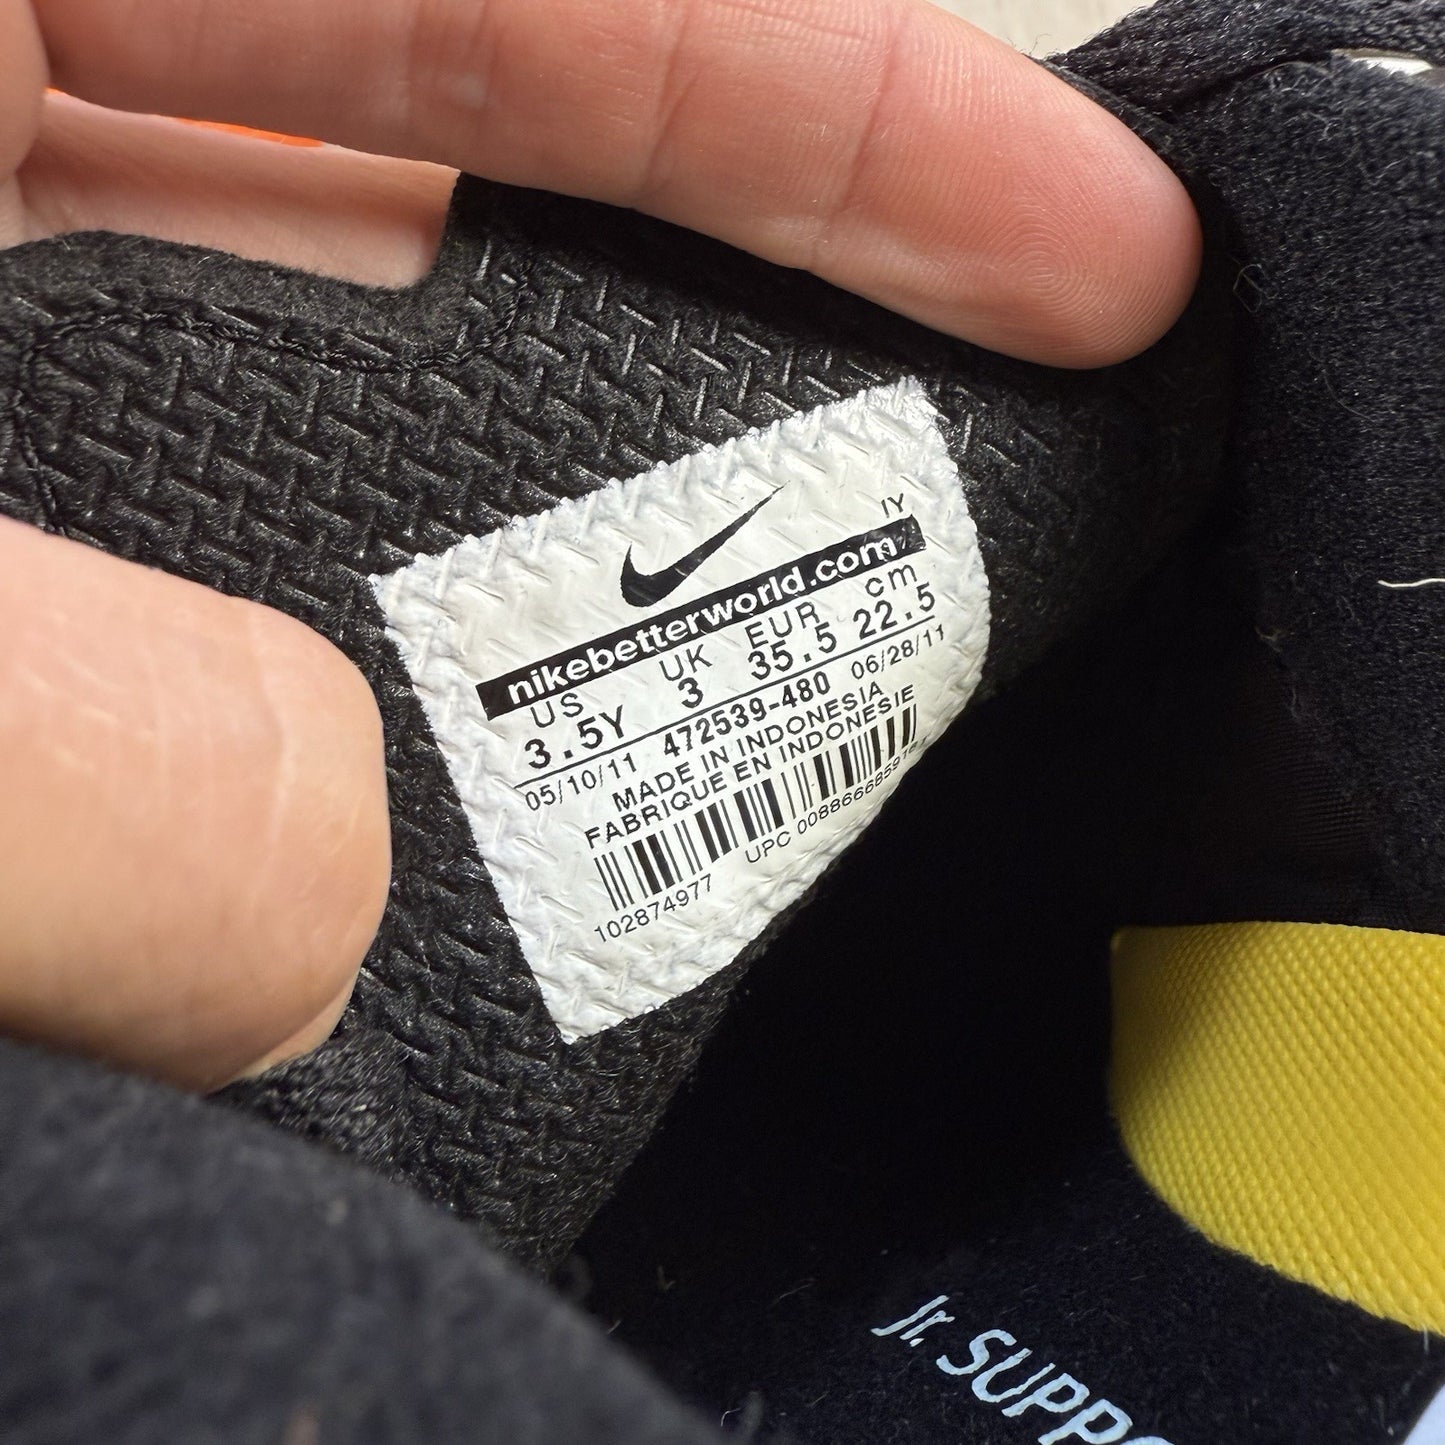 IY
nikebetterworld.com
US UK EUR cm
3.5Y 3 35.5 22.5
05/10/11 472539-480 06/28/11
MADE IN INDONESIA
FABRIQUE EN INDONESIE
102874977 UPC
Jr. SUPPO